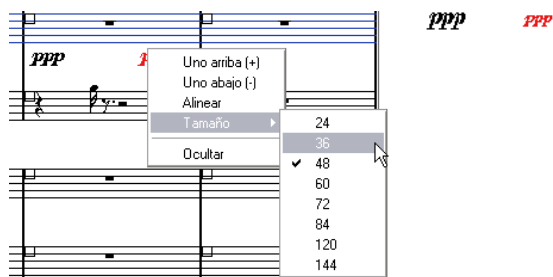 ppp ppp
ppp
Uno arriba (+)
Uno abajo (-)
Alinear
Tamaño
Ocultar
24
36
48
60
72
84
120
144